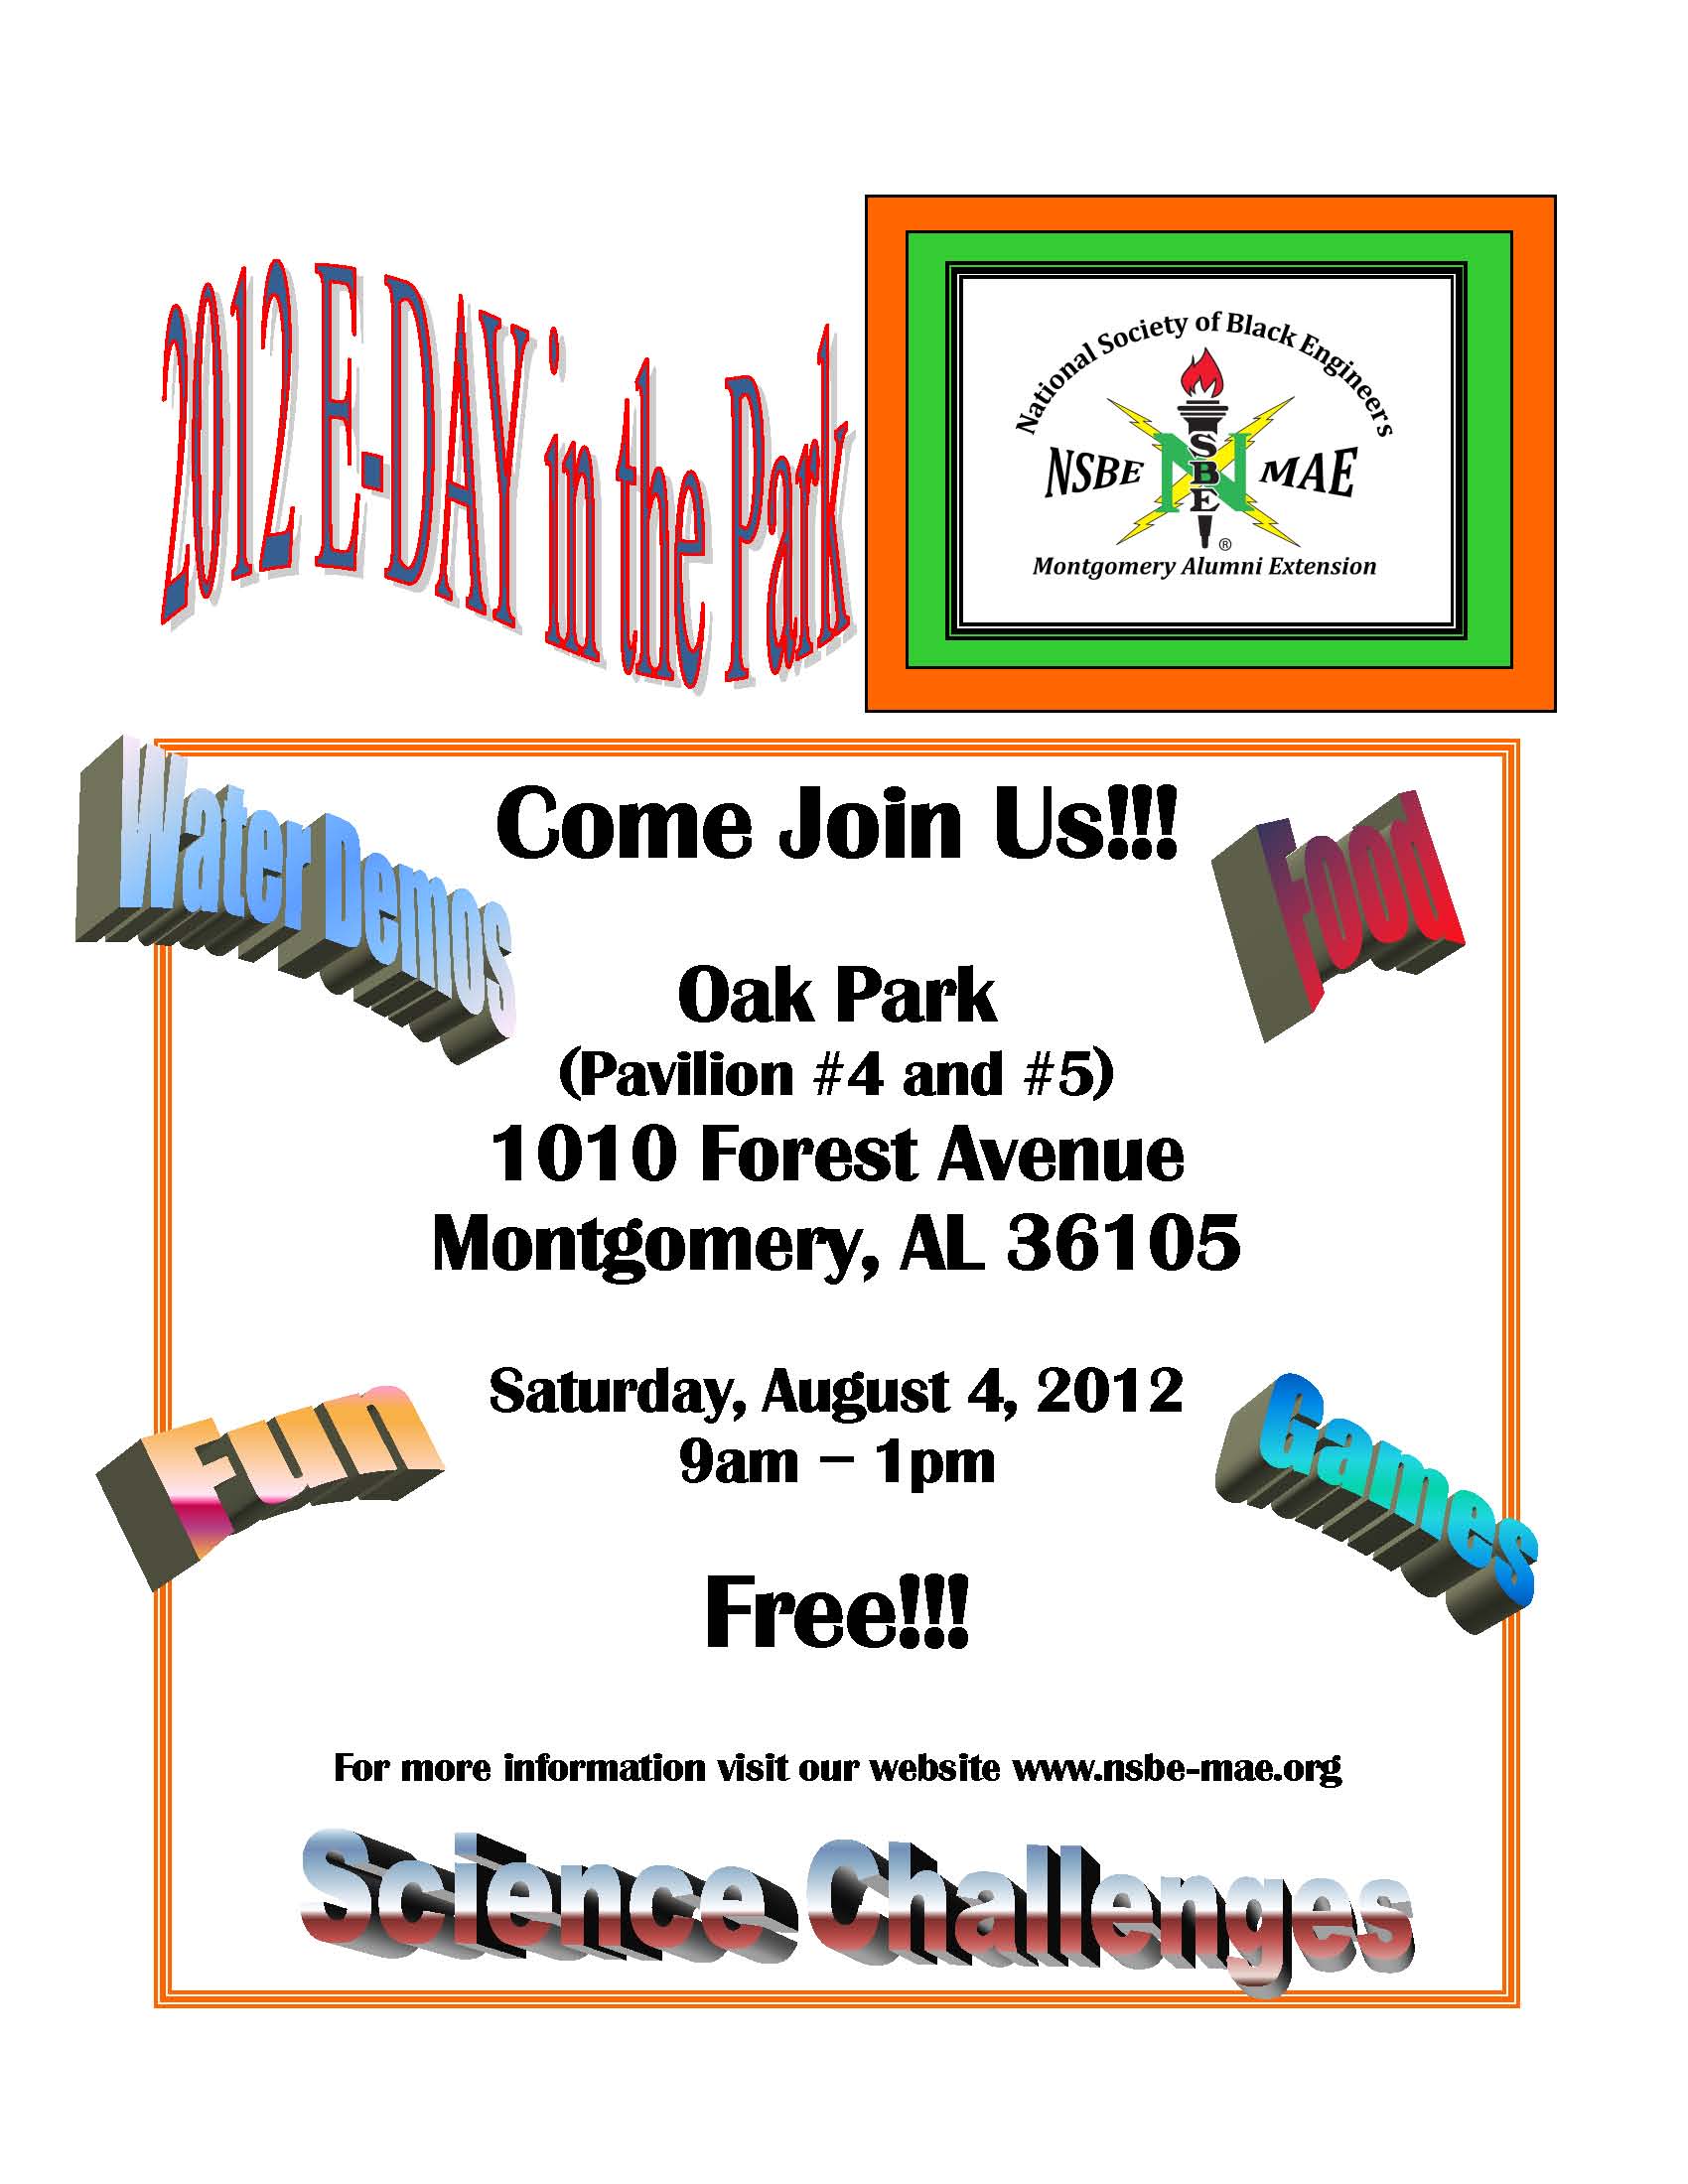 2012 E-DAY in the Park
National Society of Black Engineers
NSBE
NSBE
MAE
®
Montgomery Alumni Extension
Water Demos
Come Join Us!!!
Food
Oak Park
(Pavilion #4 and #5)
1010 Forest Avenue
Montgomery, AL 36105
Saturday, August 4, 2012
9am – 1pm
Fun
Games
Free!!!
For more information visit our website www.nsbe-mae.org
Science Challenges